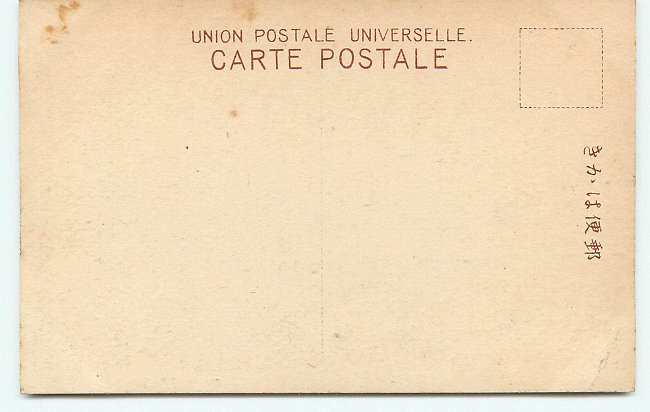 UNION POSTALE UNIVERSELLE.
CARTE POSTALE
郵便はかき